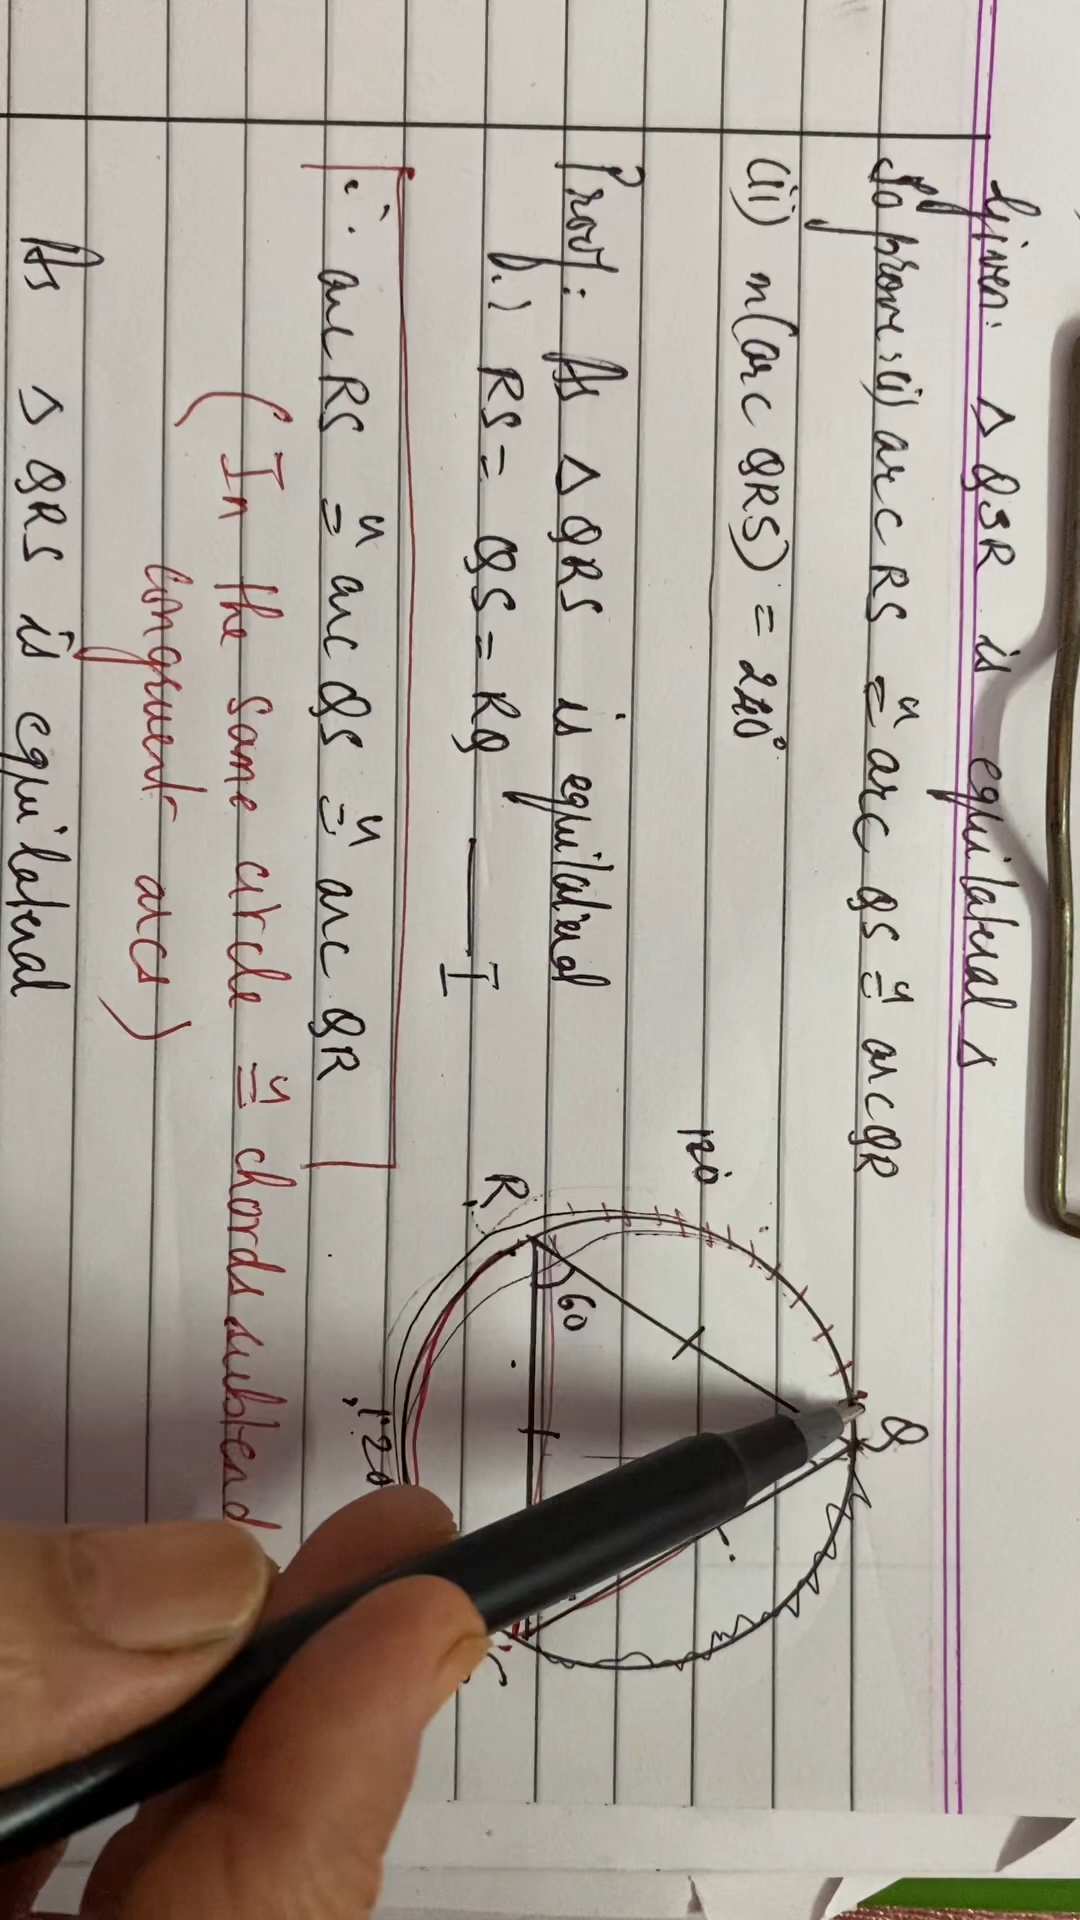 Given: Δ QSR is equilateral Δ
To prove: (i) arc RS ≅ arc QS ≅ arc QR
(ii) m(arc QRS) = 240°
Proof: As Δ QRS is equilateral
RS = QS = RQ — I
∴ arc RS ≅ arc QS ≅ arc QR
(In the same circle ≅ chords subtend
congruent arcs)
As Δ QRS is equilateral
Q
120
R
60
120